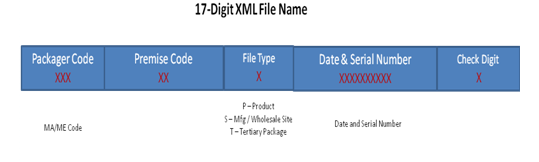 17-Digit XML File Name
Packager Code Premise Code File Type Date & Serial Number Check Digit
XXX XX X XXXXXXXXXX X
P – Product
S – Mfg / Wholesale Site
T – Tertiary Package
MA/ME Code Date and Serial Number